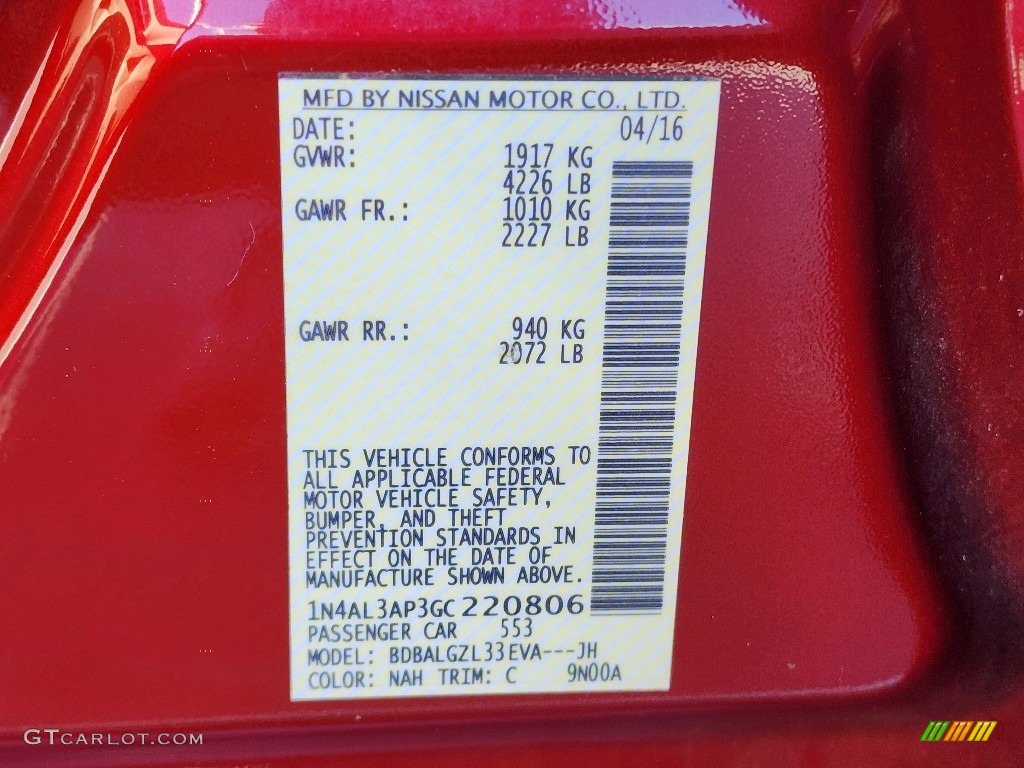 MFD BY NISSAN MOTOR CO., LTD.
DATE: 04/16
GVWR: 1917 KG
4226 LB
GAWR FR.: 1010 KG
2227 LB
GAWR RR.: 940 KG
2072 LB
THIS VEHICLE CONFORMS TO
ALL APPLICABLE FEDERAL
MOTOR VEHICLE SAFETY,
BUMPER, AND THEFT
PREVENTION STANDARDS IN
EFFECT ON THE DATE OF
MANUFACTURE SHOWN ABOVE.
1N4AL3AP3GC220806
PASSENGER CAR 553
MODEL: BDBALGZL33EVA---JH
COLOR: NAH TRIM: C 9N00A
GTCARLOT.COM